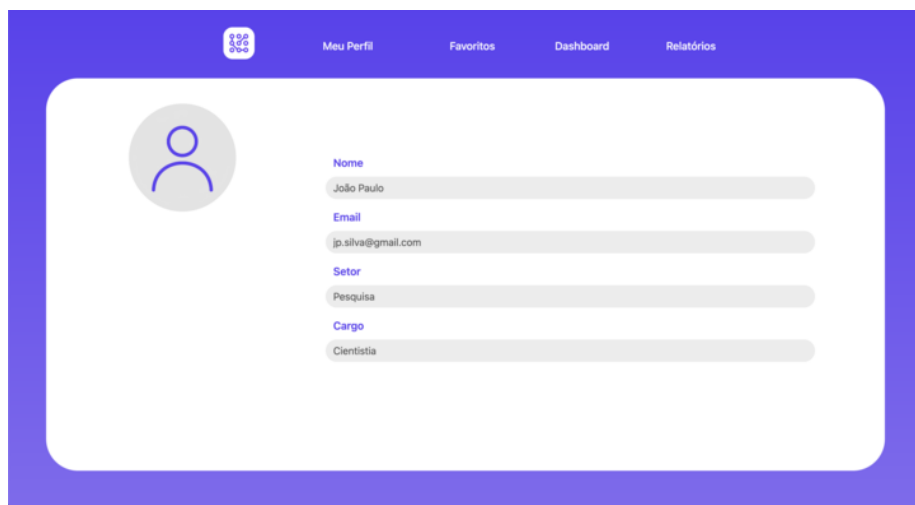 Meu Perfil Favoritos Dashboard Relatórios
Nome
João Paulo
Email
jp.silva@gmail.com
Setor
Pesquisa
Cargo
Cientistia